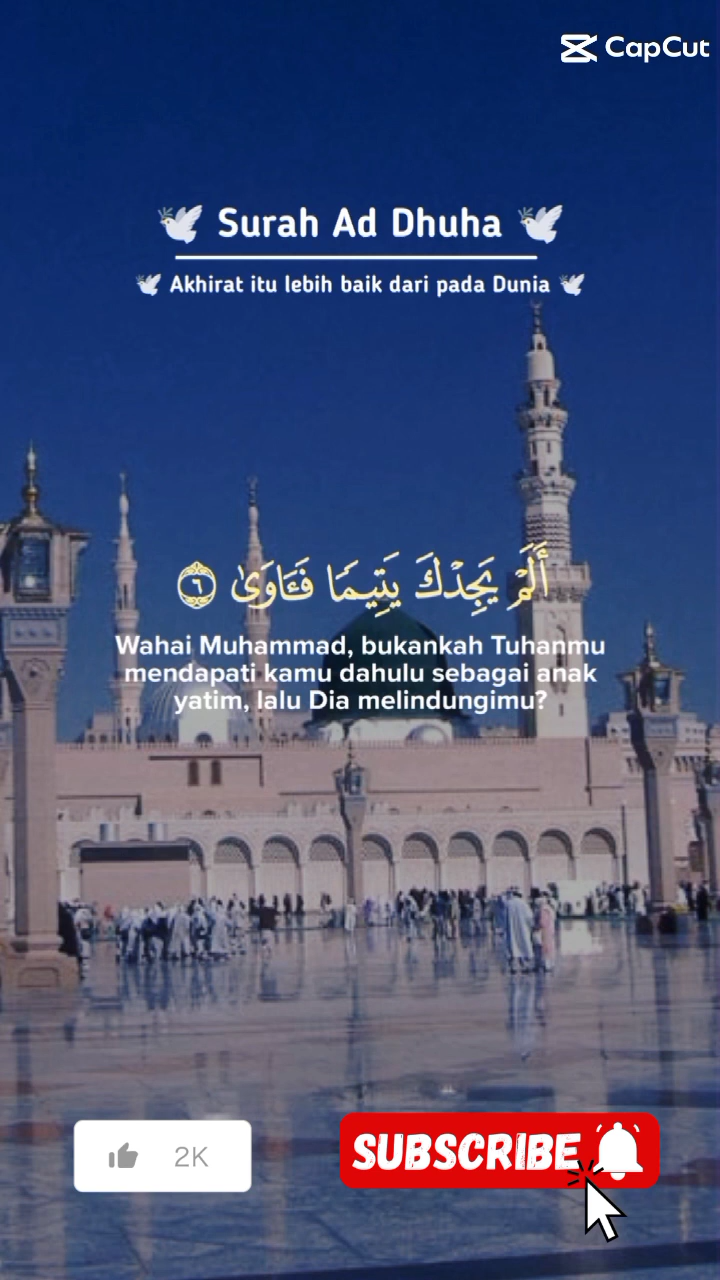 CapCut
🕊️ Surah Ad Dhuha 🕊️
🕊️ Akhirat itu lebih baik dari pada Dunia 🕊️
أَلَمْ يَجِدْكَ يَتِيمًا فَـَٔاوَىٰ ٦
Wahai Muhammad, bukankah Tuhanmu
mendapati kamu dahulu sebagai anak
yatim, lalu Dia melindungimu?
2K
SUBSCRIBE